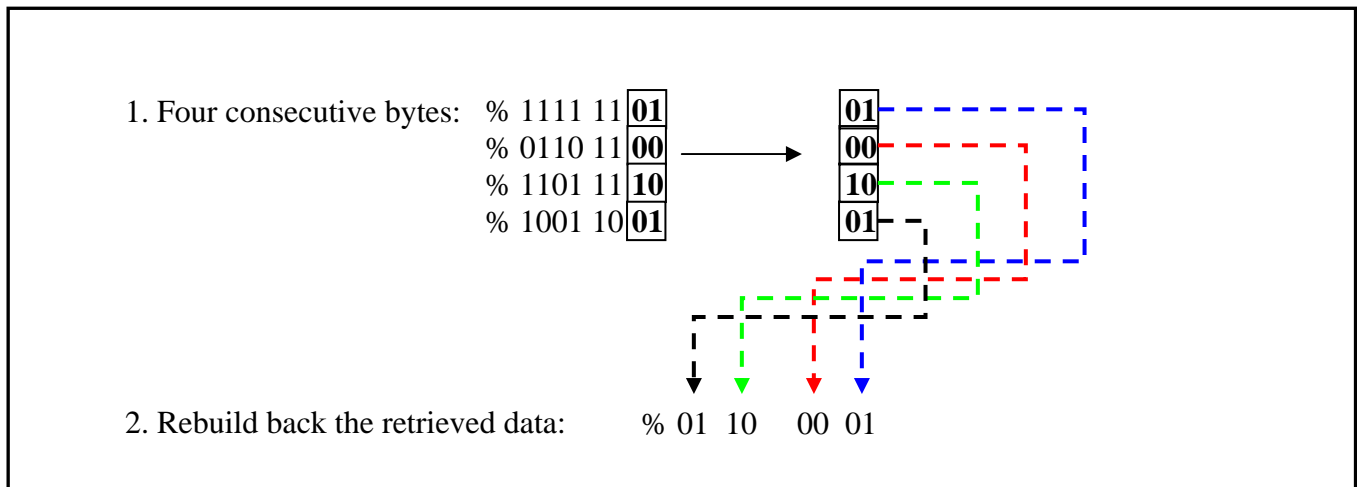 1. Four consecutive bytes: % 1111 11 01 01
% 0110 11 00 00
% 1101 11 10 10
% 1001 10 01 01
2. Rebuild back the retrieved data: % 01 10 00 01